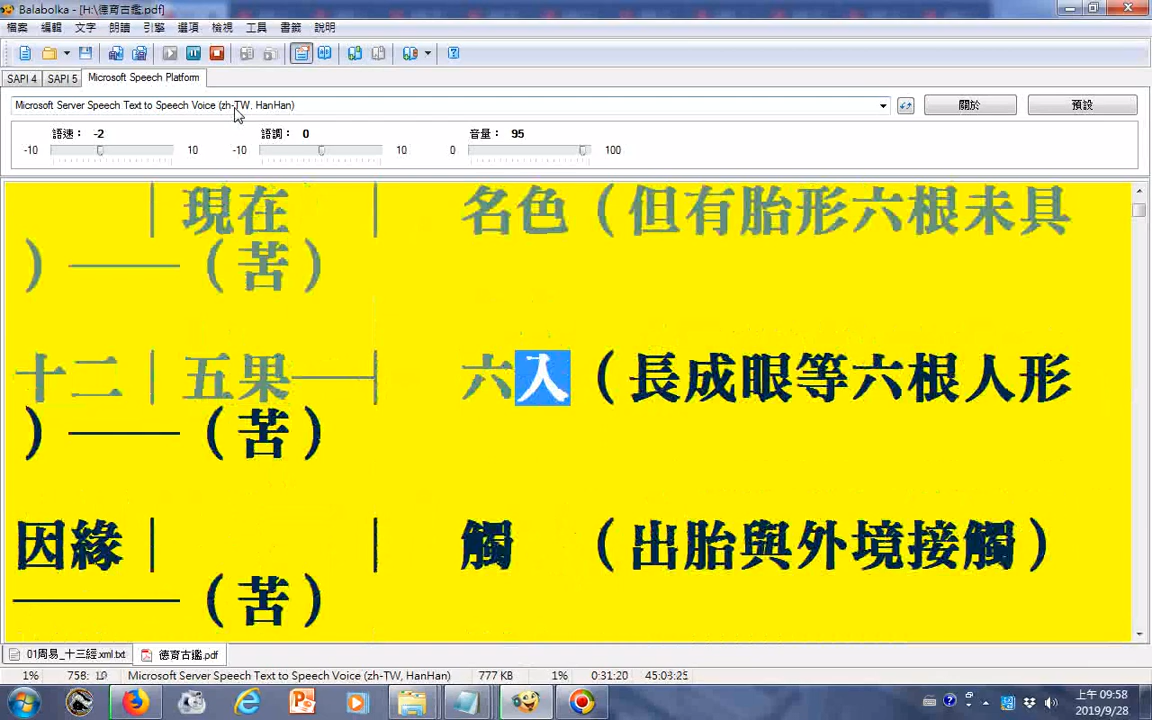 Balabolka - [H:\德育古鑑.pdf]
檔案 編輯 文字 朗讀 引擎 選項 檢視 工具 書籤 說明
SAPI 4 SAPI 5 Microsoft Speech Platform
Microsoft Server Speech Text to Speech Voice (zh-TW, HanHan) 關於 預設
語速： -2 語調： 0 音量： 95
-10 10 -10 10 0 100
│現在 │ 名色（但有胎形六根未具
）——（苦）
十二│五果——┤ 六入（長成眼等六根人形
）——（苦）
因緣│ │ 觸 （出胎與外境接觸）
———（苦）
01周易_十三經.xml.txt 德育古鑑.pdf
1% 758: 19 Microsoft Server Speech Text to Speech Voice (zh-TW, HanHan) 777 KB 1% 0:31:20 45:03:25
上午 09:58
2019/9/28